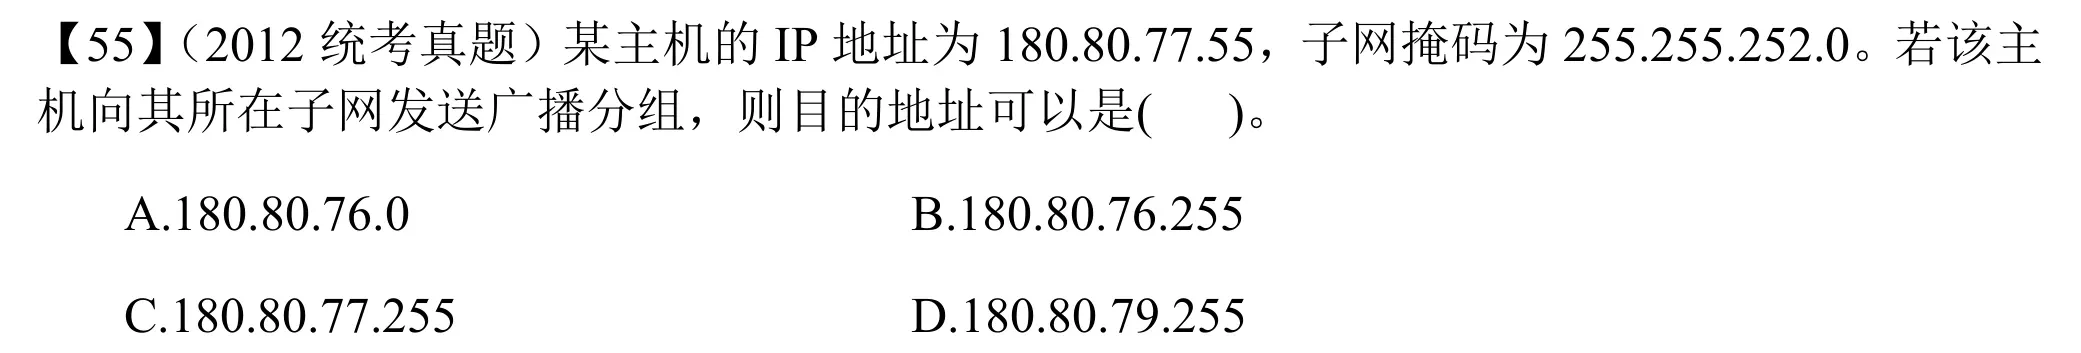 【55】（2012 统考真题）某主机的 IP 地址为 180.80.77.55，子网掩码为 255.255.252.0。若该主
机向其所在子网发送广播分组，则目的地址可以是(    )。
A.180.80.76.0    B.180.80.76.255
C.180.80.77.255    D.180.80.79.255